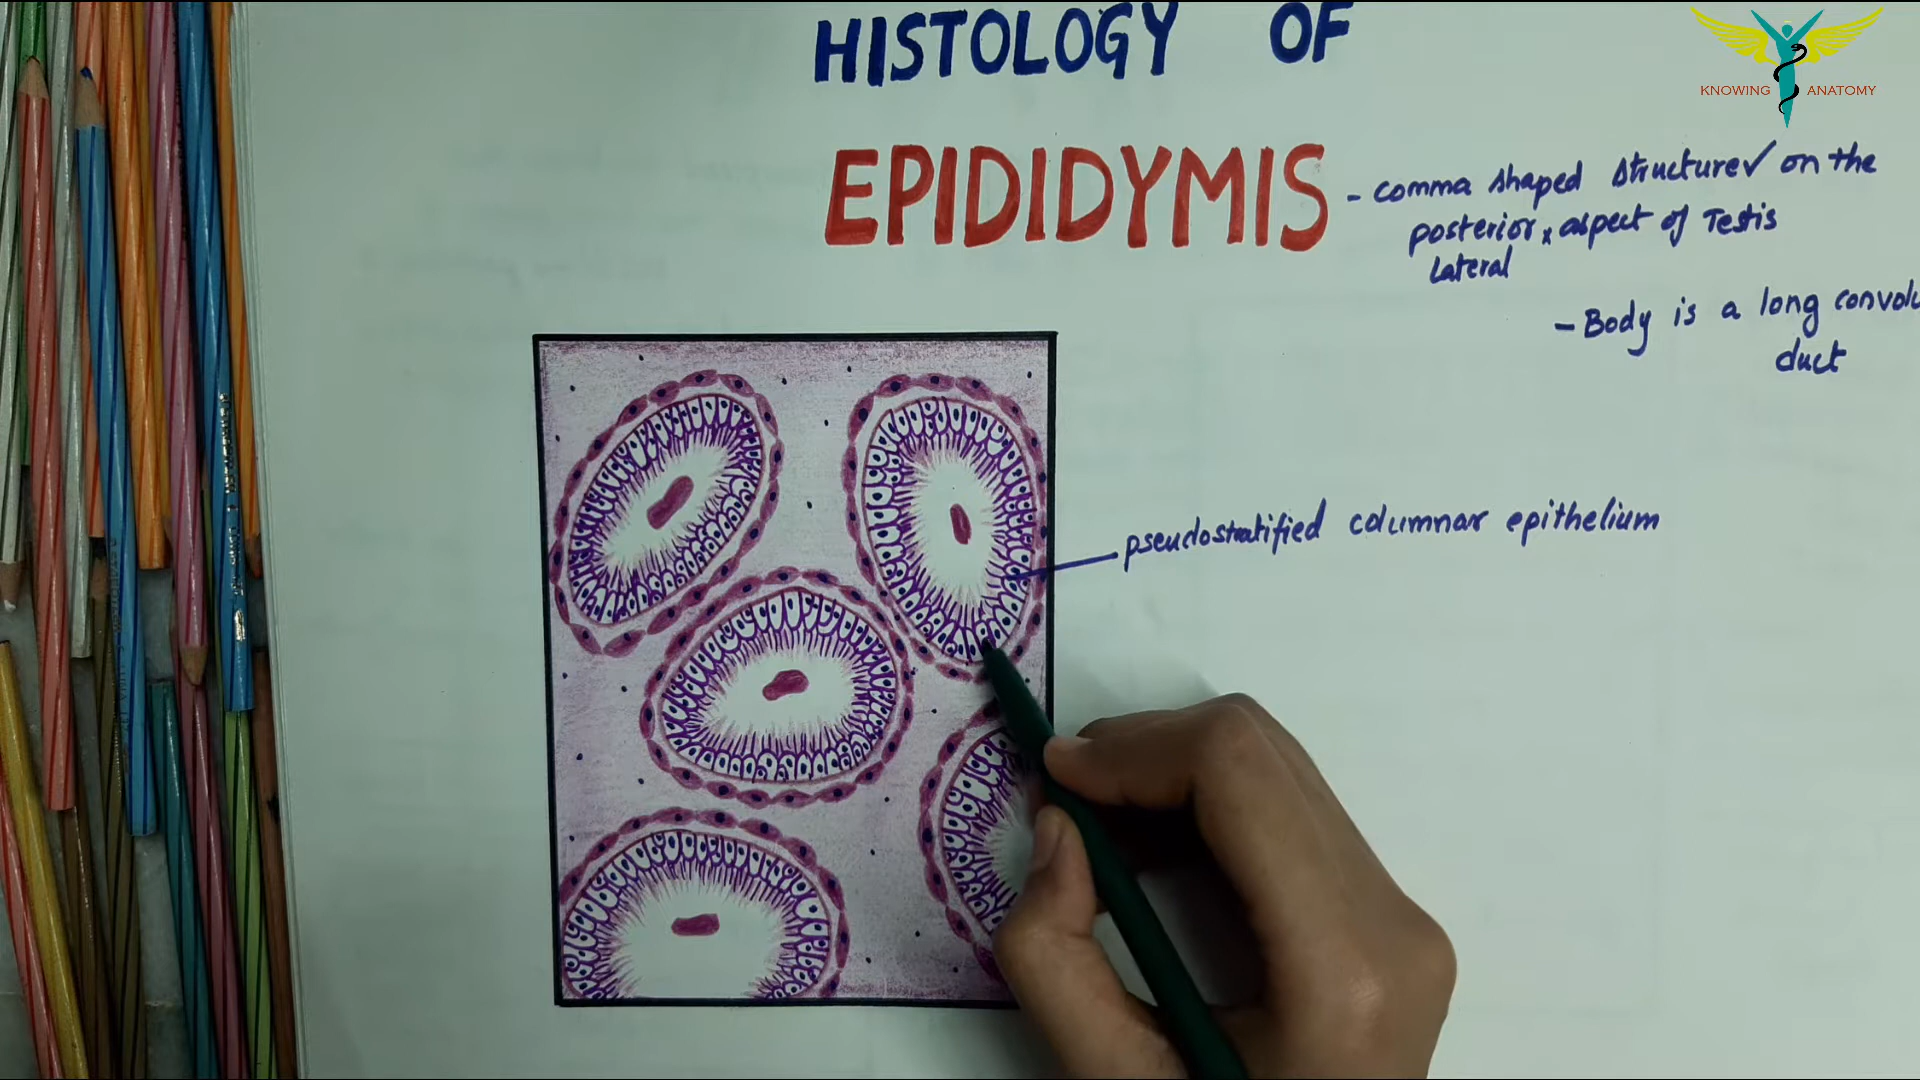 HISTOLOGY OF
EPIDIDYMIS
KNOWING ANATOMY
- comma shaped structure✓ on the
posterior x aspect of Testis
Lateral
- Body is a long convolu
duct
pseudostratified columnar epithelium